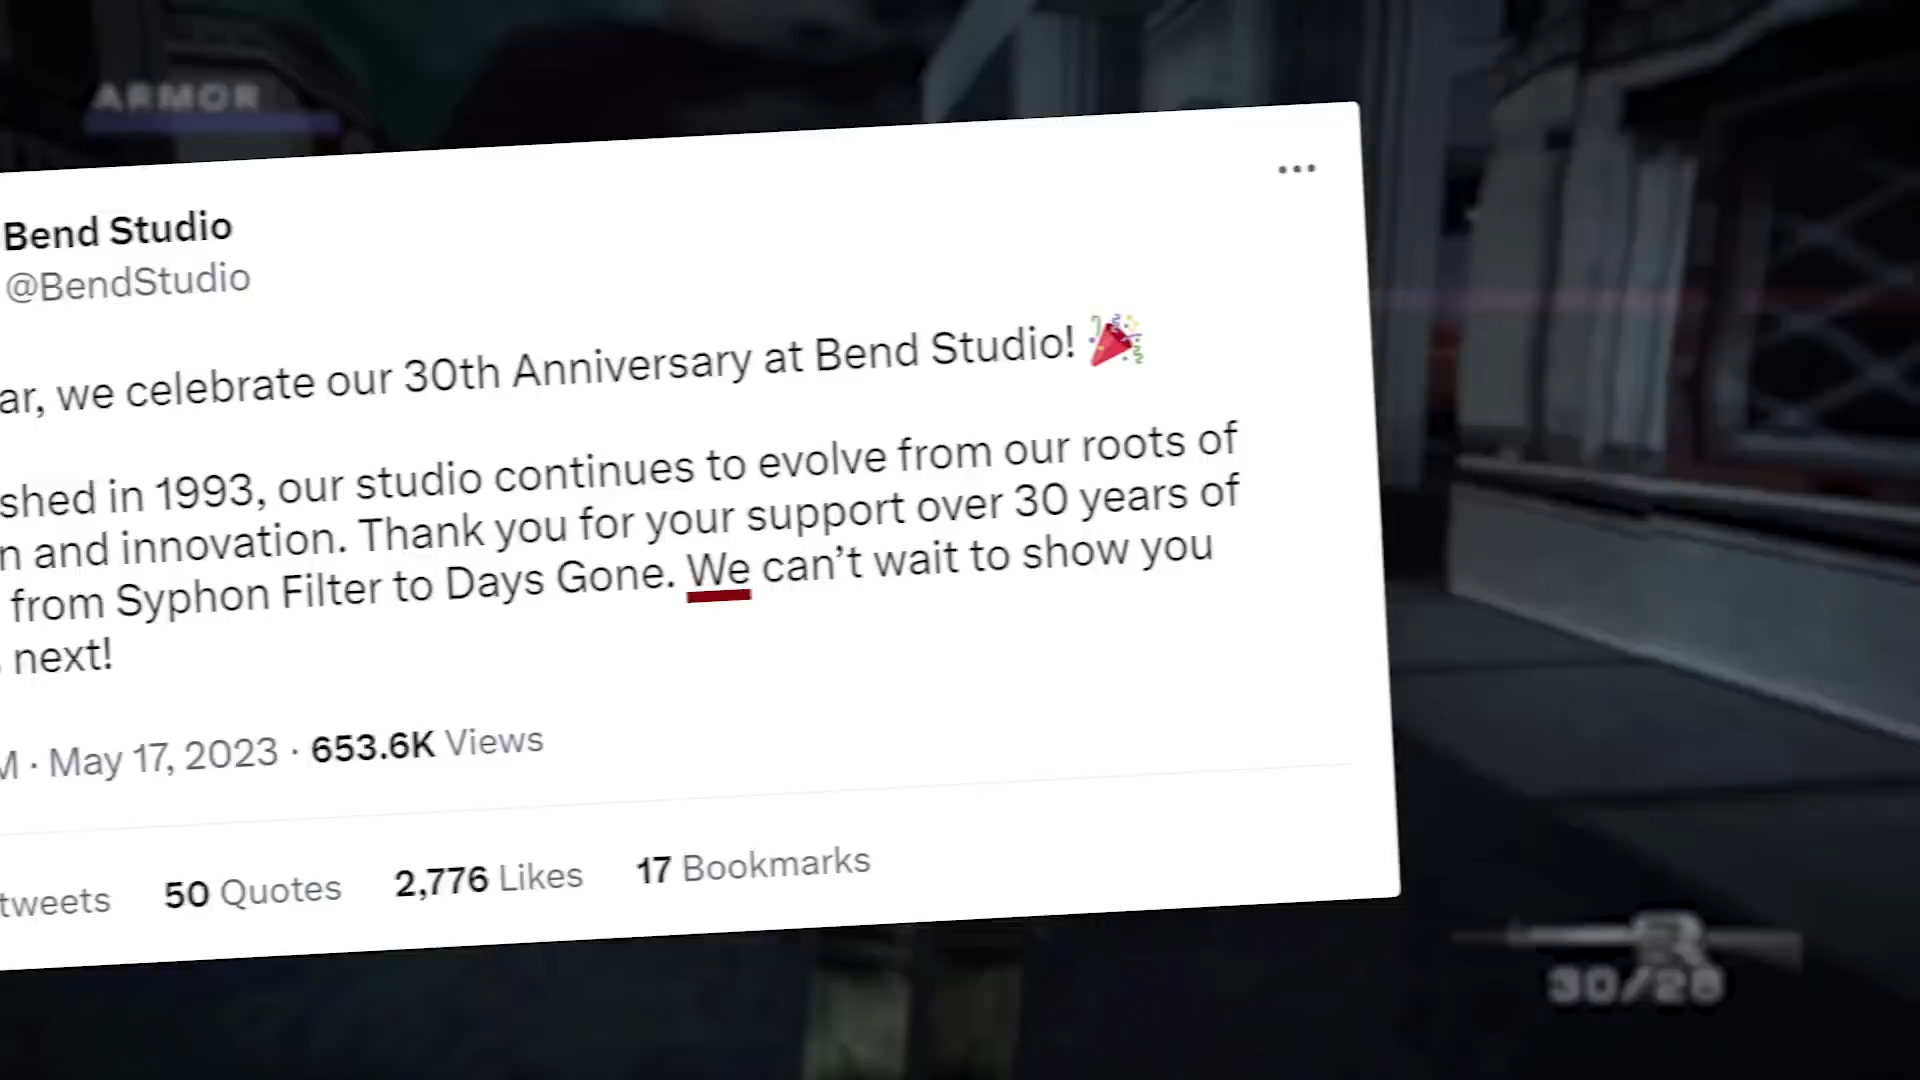 ARMOR
Bend Studio
@BendStudio
ar, we celebrate our 30th Anniversary at Bend Studio! 🎉
shed in 1993, our studio continues to evolve from our roots of
n and innovation. Thank you for your support over 30 years of
from Syphon Filter to Days Gone. We can’t wait to show you
next!
M · May 17, 2023 · 653.6K Views
tweets 50 Quotes 2,776 Likes 17 Bookmarks